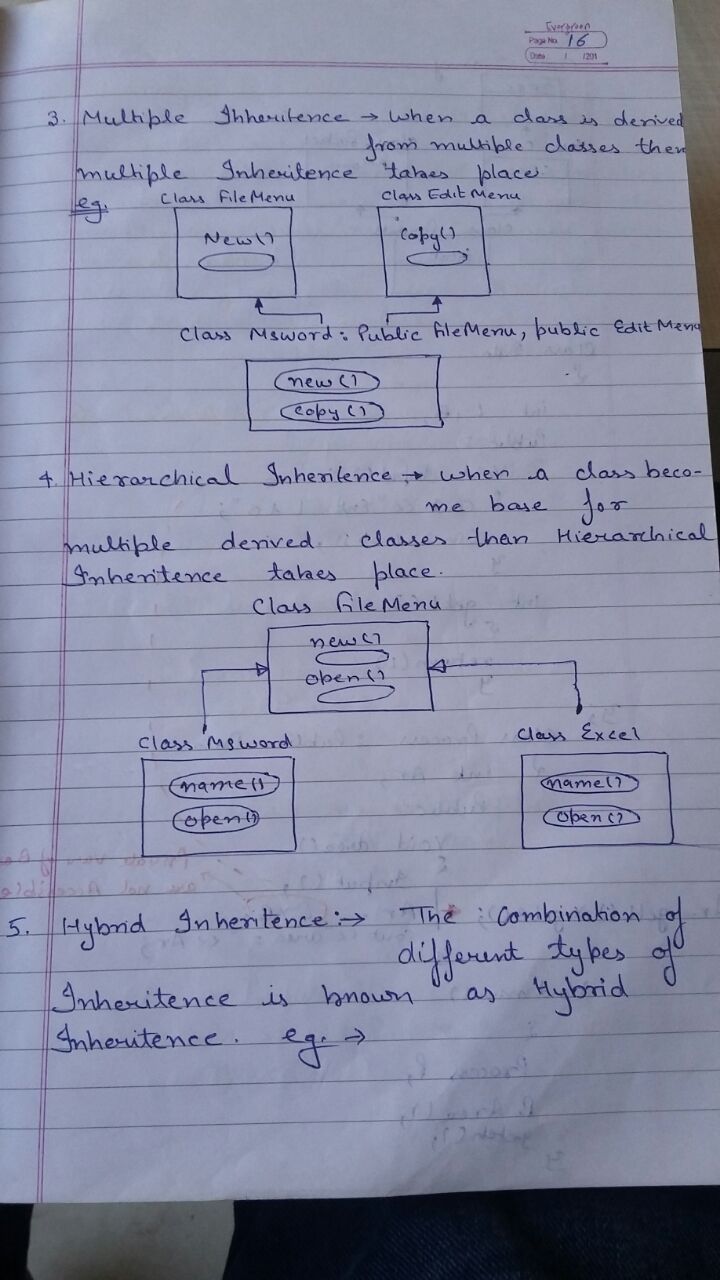 Evergreen
Page No. 16
Date / /201
3. Multiple Inheritence → when a class is derived
from multiple classes then
multiple Inheritence takes place
eg.
Class FileMenu
Class Edit Menu
New()
Copy()
Class Msword : Public fileMenu, public Edit Menu
new()
copy()
4. Hierarchical Inheritence → when a class beco-
me base for
multiple derived classes than Hierarchical
Inheritence takes place.
Class fileMenu
new()
open()
Class Msword
Class Excel
name()
open()
name()
open()
5. Hybrid Inheritence :→ The combination of
different types of
Inheritence is known as Hybrid
Inheritence. eg. →